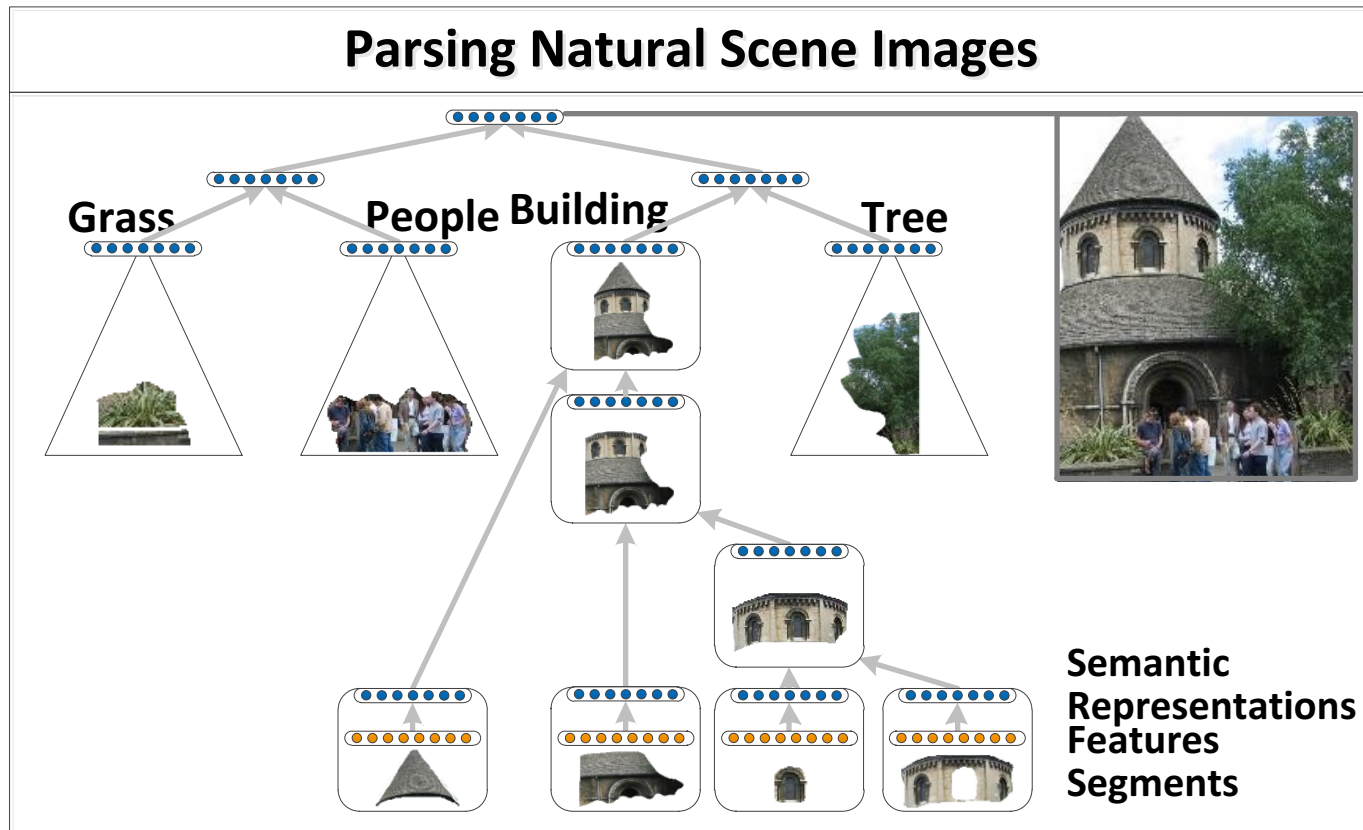 Parsing Natural Scene Images
Grass
People
Building
Tree
Semantic
Representations
Features
Segments